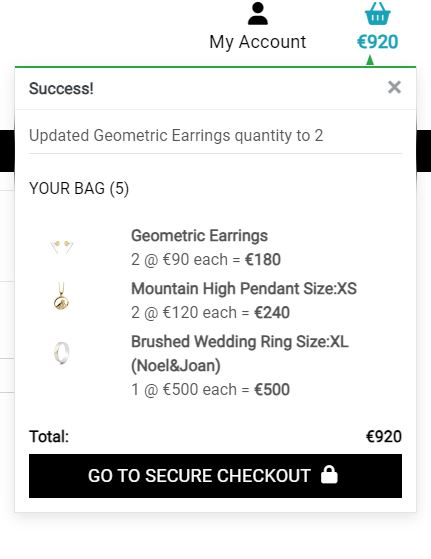 My Account
€920
Success!
×
Updated Geometric Earrings quantity to 2
YOUR BAG (5)
Geometric Earrings
2 @ €90 each = €180
Mountain High Pendant Size:XS
2 @ €120 each = €240
Brushed Wedding Ring Size:XL
(Noel&Joan)
1 @ €500 each = €500
Total: €920
GO TO SECURE CHECKOUT